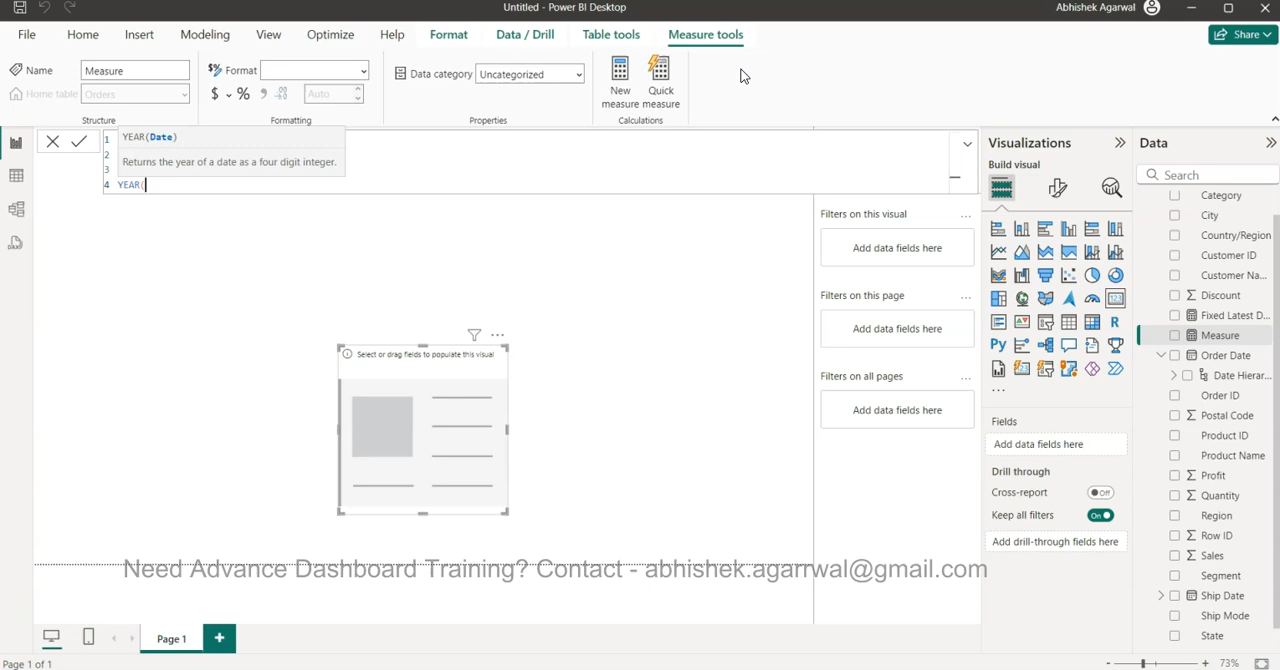 Untitled - Power BI Desktop
Abhishek Agarwal
File
Home
Insert
Modeling
View
Optimize
Help
Format
Data / Drill
Table tools
Measure tools
Share
Name
Measure
Home table
Orders
Structure
Format
$
%
Auto
Formatting
Data category
Uncategorized
Properties
New measure
Quick measure
Calculations
1
2
3
4 YEAR(
YEAR(Date)
Returns the year of a date as a four digit integer.
Select or drag fields to populate this visual
Filters on this visual
Add data fields here
Filters on this page
Add data fields here
Filters on all pages
Add data fields here
Visualizations
Build visual
R
Py
Fields
Add data fields here
Drill through
Cross-report
Off
Keep all filters
On
Add drill-through fields here
Data
Search
Category
City
Country/Region
Customer ID
Customer Na...
Discount
Fixed Latest D...
Measure
Order Date
Date Hierar...
Order ID
Postal Code
Product ID
Product Name
Profit
Quantity
Region
Row ID
Sales
Segment
Ship Date
Ship Mode
State
Need Advance Dashboard Training? Contact - abhishek.agarrwal@gmail.com
Page 1
Page 1 of 1
73%